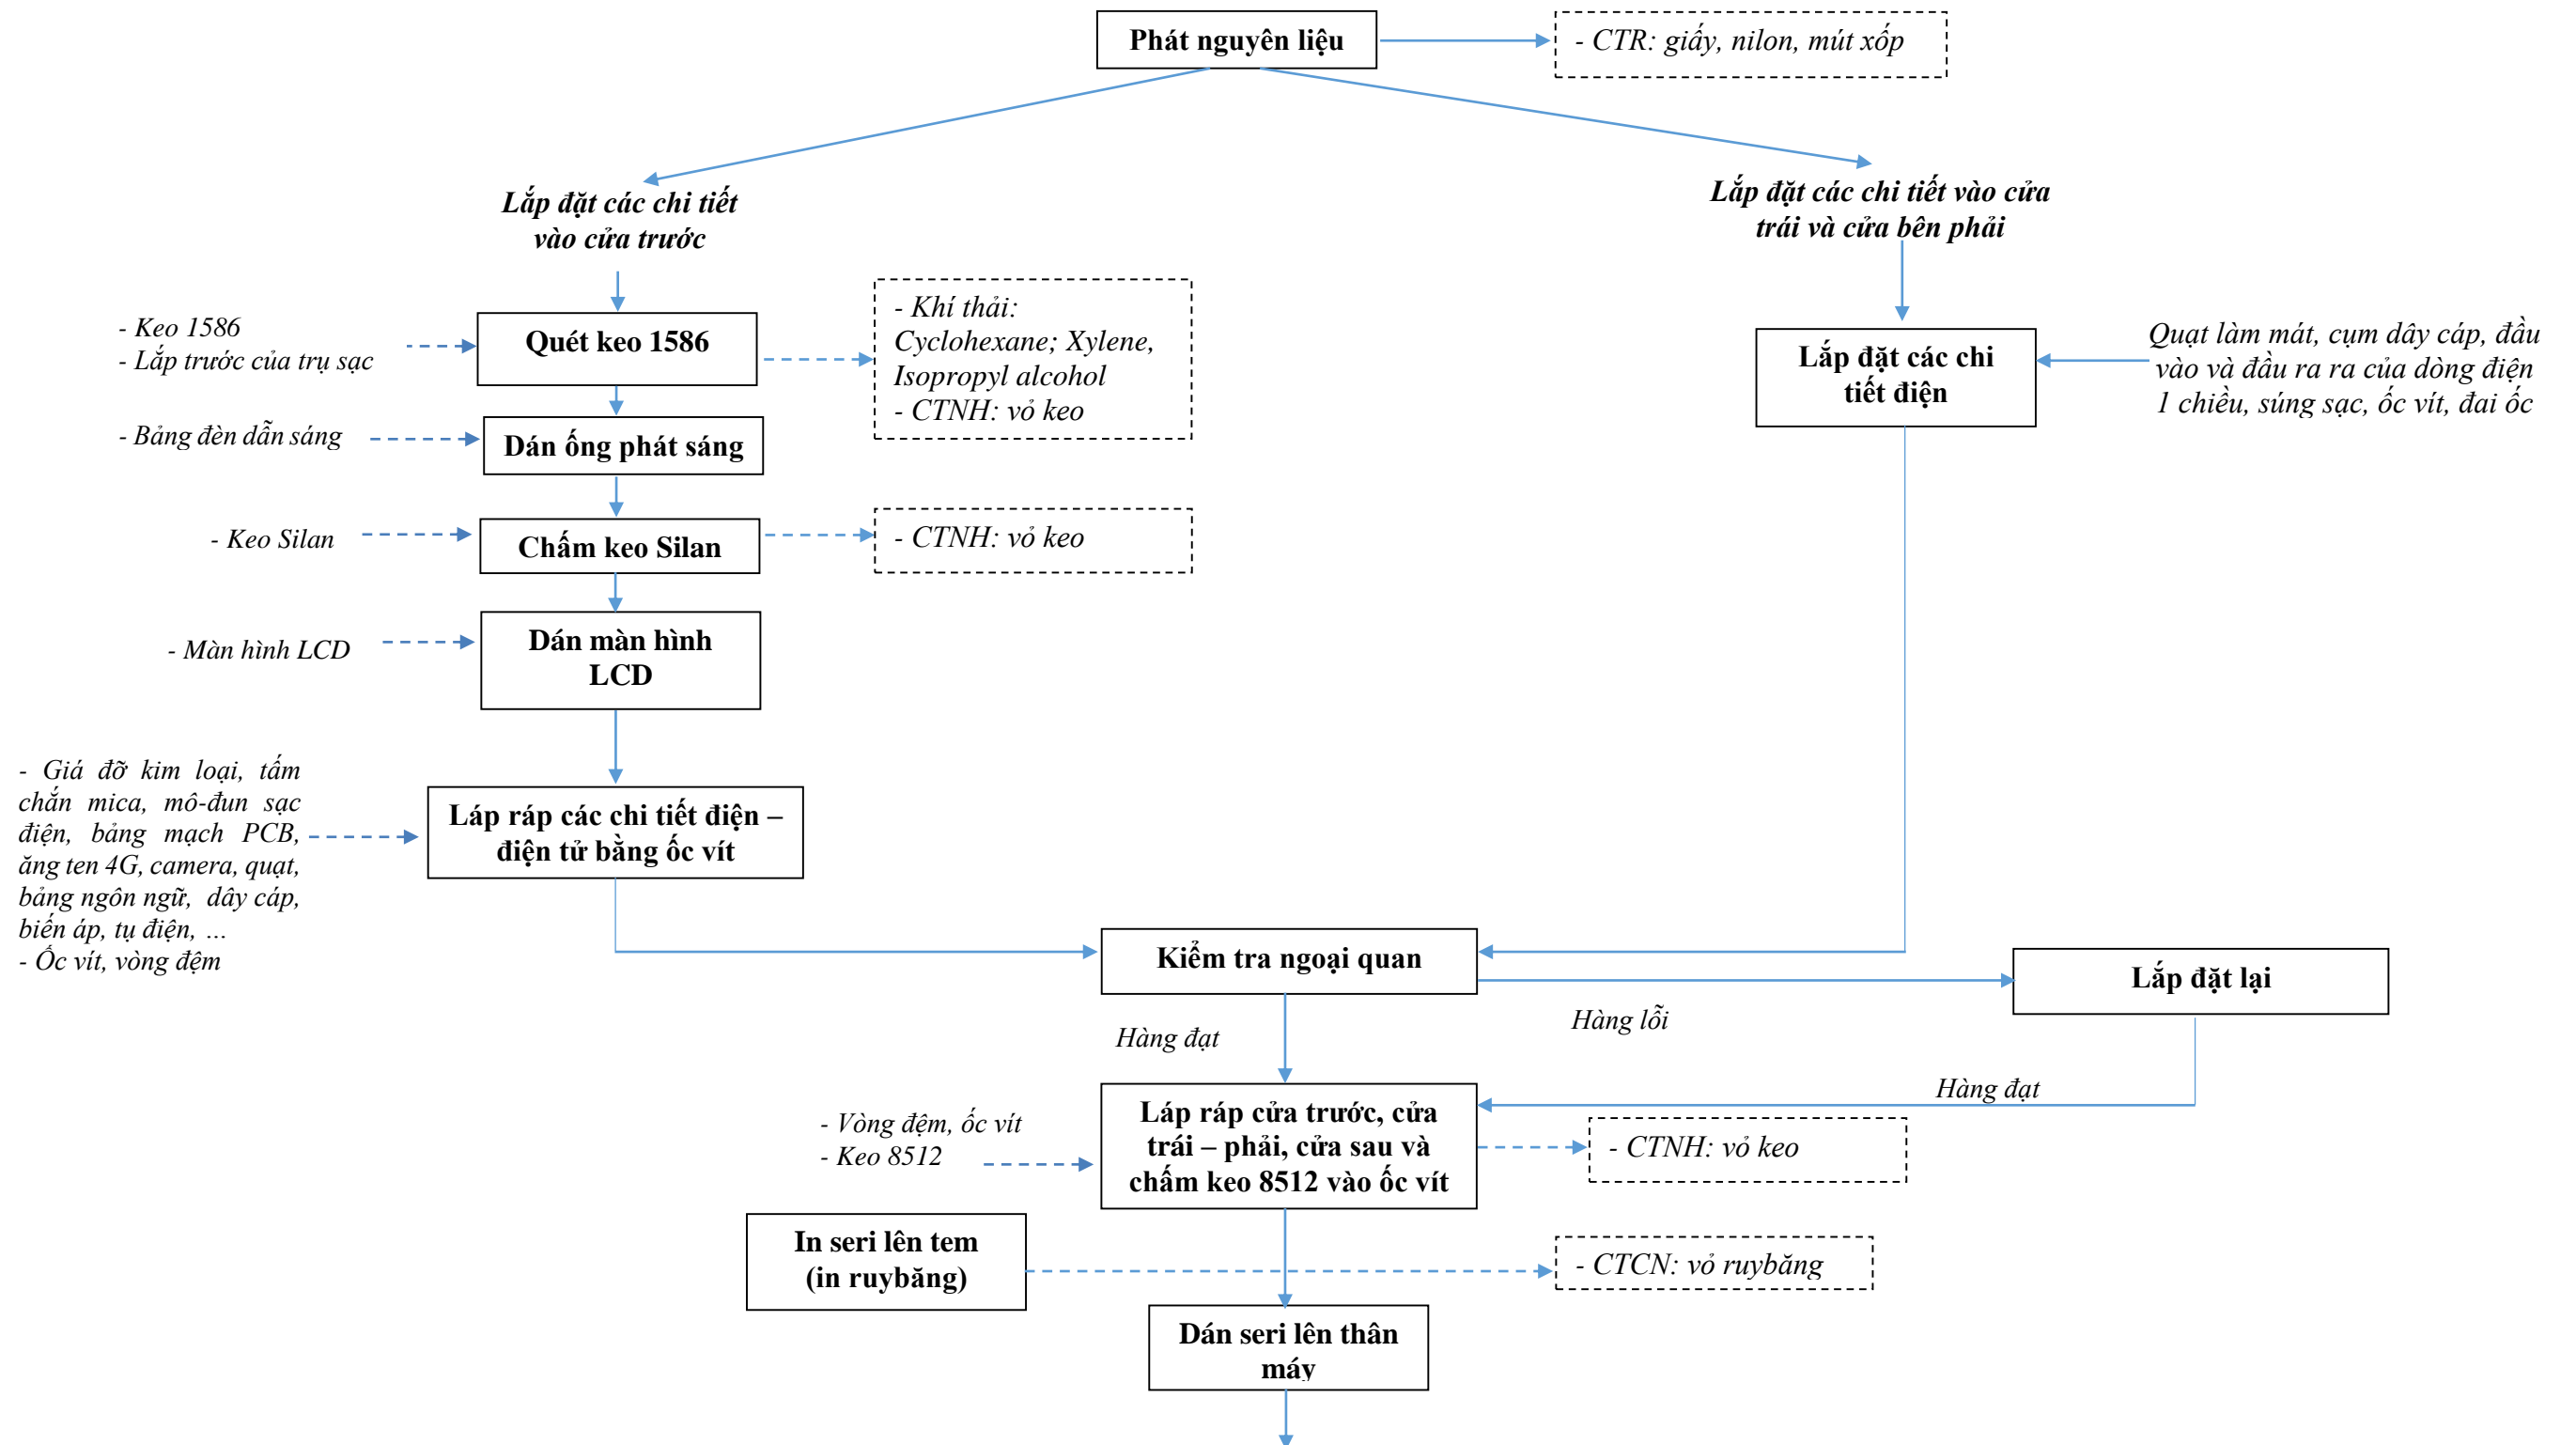 Phát nguyên liệu
- CTR: giấy, nilon, mút xốp
Lắp đặt các chi tiết
vào cửa trước
Lắp đặt các chi tiết vào cửa
trái và cửa bên phải
- Keo 1586
- Lắp trước của trụ sạc
Quét keo 1586
- Khí thải:
Cyclohexane; Xylene,
Isopropyl alcohol
- CTNH: vỏ keo
Lắp đặt các chi
tiết điện
Quạt làm mát, cụm dây cáp, đầu
vào và đầu ra ra của dòng điện
1 chiều, súng sạc, ốc vít, đai ốc
- Bảng đèn dẫn sáng
Dán ống phát sáng
- Keo Silan
Chấm keo Silan
- CTNH: vỏ keo
- Màn hình LCD
Dán màn hình
LCD
- Giá đỡ kim loại, tấm
chắn mica, mô-đun sạc
điện, bảng mạch PCB,
ăng ten 4G, camera, quạt,
bảng ngôn ngữ, dây cáp,
biến áp, tụ điện, ...
- Ốc vít, vòng đệm
Láp ráp các chi tiết điện –
điện tử bằng ốc vít
Kiểm tra ngoại quan
Lắp đặt lại
Hàng lỗi
Hàng đạt
Hàng đạt
- Vòng đệm, ốc vít
- Keo 8512
Láp ráp cửa trước, cửa
trái – phải, cửa sau và
chấm keo 8512 vào ốc vít
- CTNH: vỏ keo
In seri lên tem
(in ruybăng)
- CTCN: vỏ ruybăng
Dán seri lên thân
máy